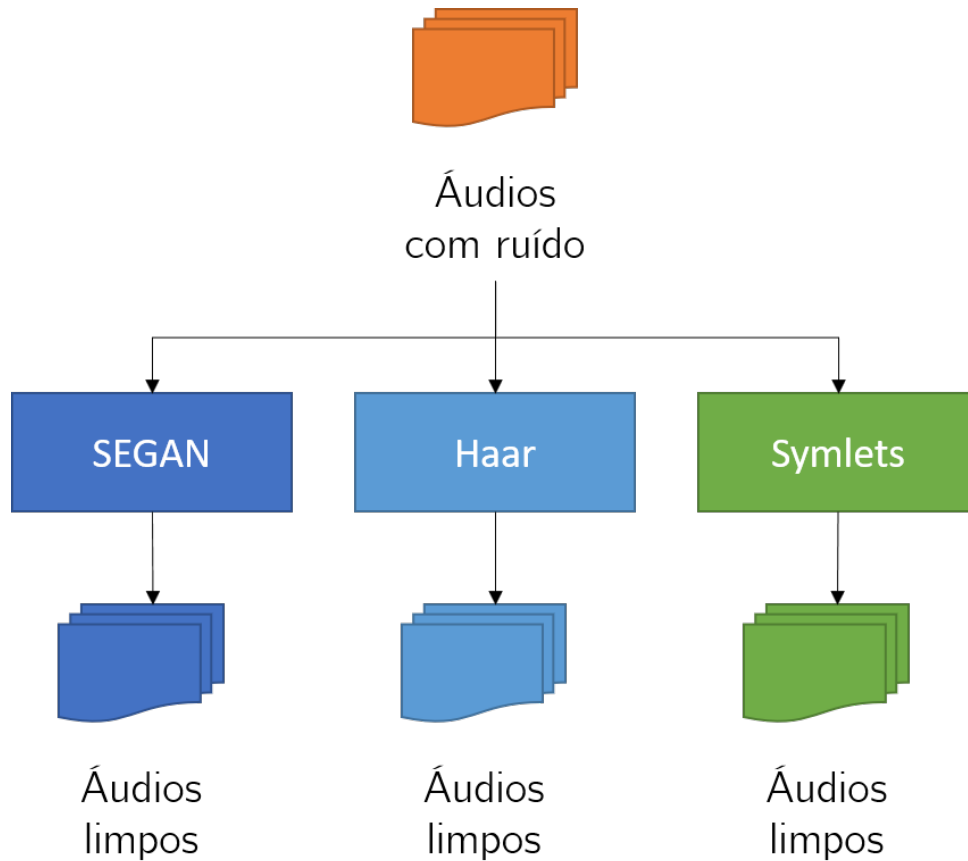 Áudios
com ruído
SEGAN
Haar
Symlets
Áudios
limpos
Áudios
limpos
Áudios
limpos